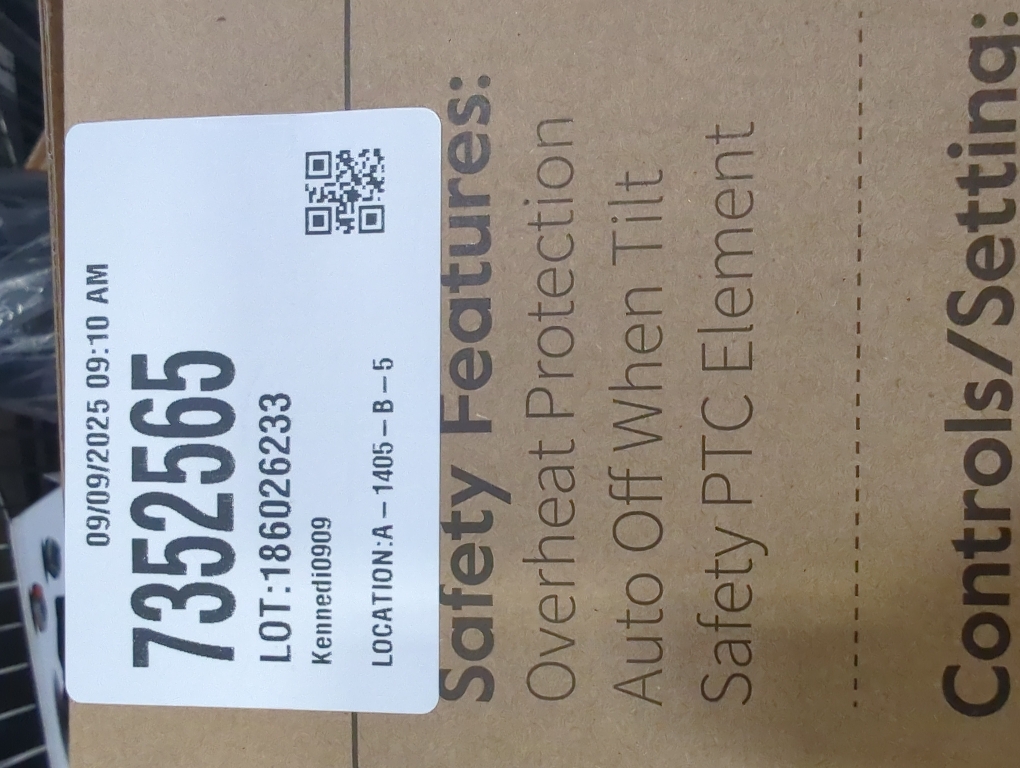 09/09/2025 09:10 AM
7352565
LOT:186026233
Kennedi0909
LOCATION:A – 1405 – B – 5
Safety Features:
Overheat Protection
Auto Off When Tilt
Safety PTC Element
Controls/Setting: